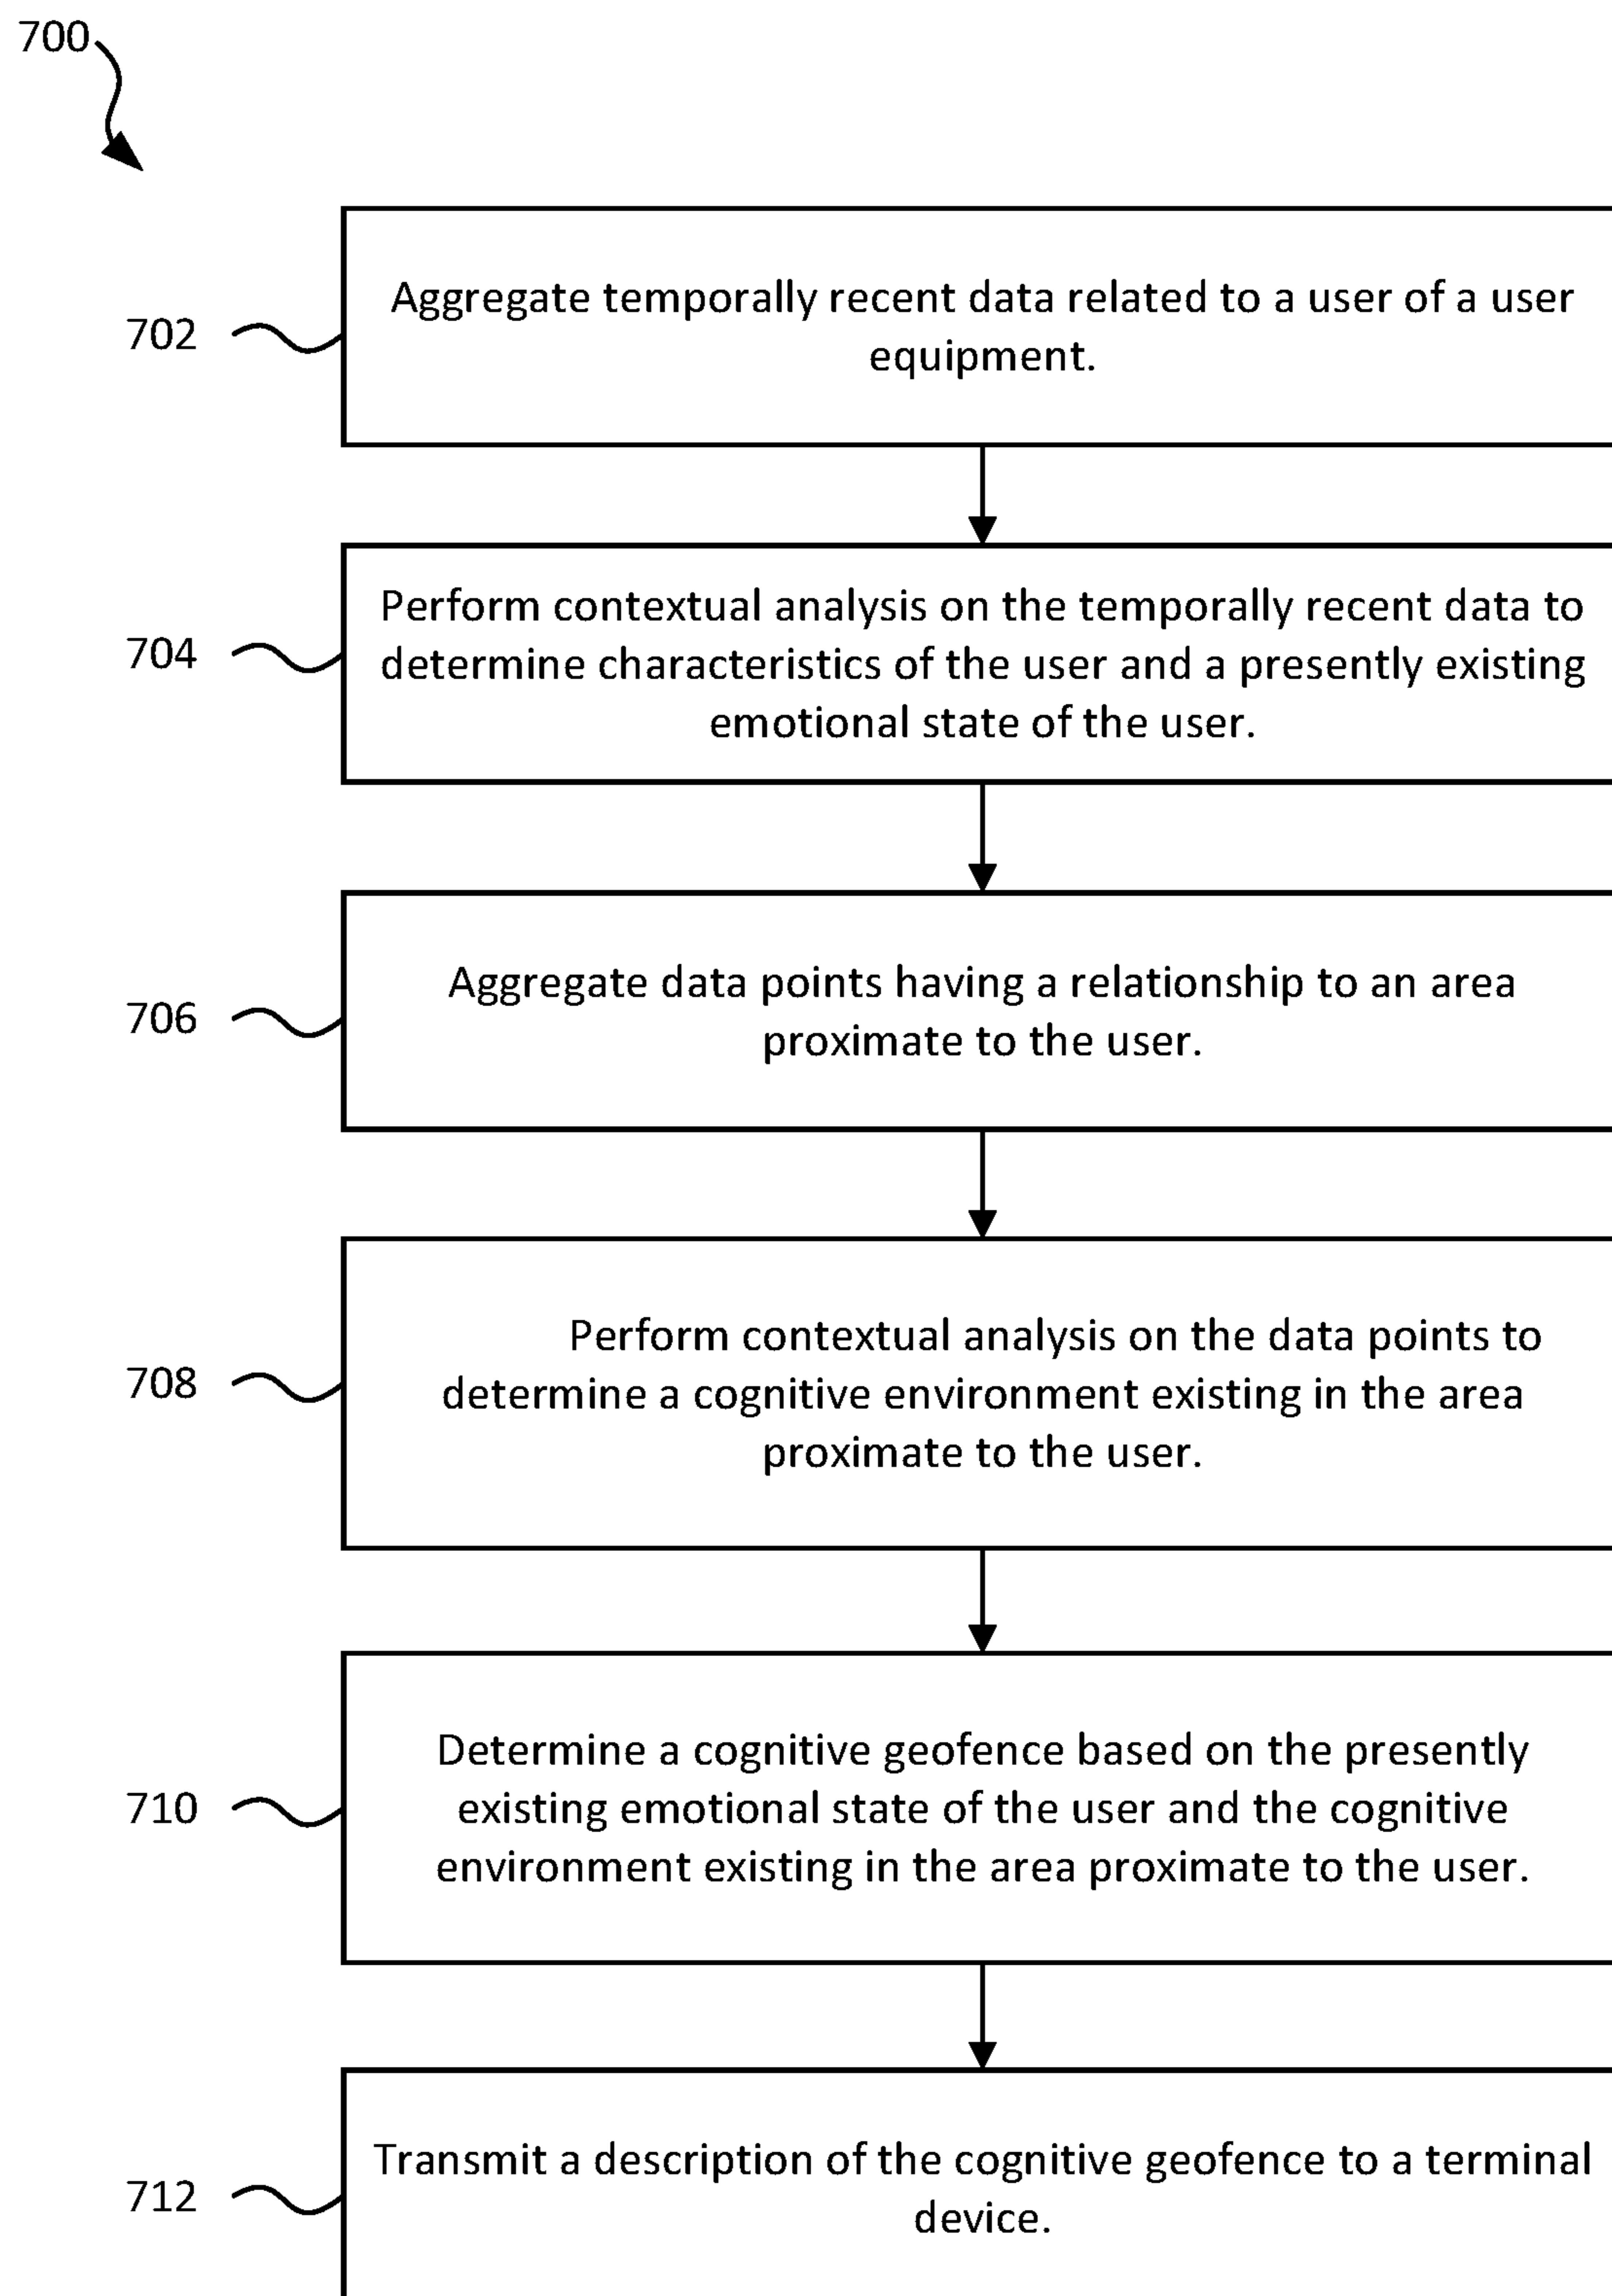 700
Aggregate temporally recent data related to a user of a user
equipment.
702
Perform contextual analysis on the temporally recent data to
determine characteristics of the user and a presently existing
emotional state of the user.
704
Aggregate data points having a relationship to an area
proximate to the user.
706
Perform contextual analysis on the data points to
determine a cognitive environment existing in the area
proximate to the user.
708
Determine a cognitive geofence based on the presently
existing emotional state of the user and the cognitive
environment existing in the area proximate to the user.
710
Transmit a description of the cognitive geofence to a terminal
device.
712